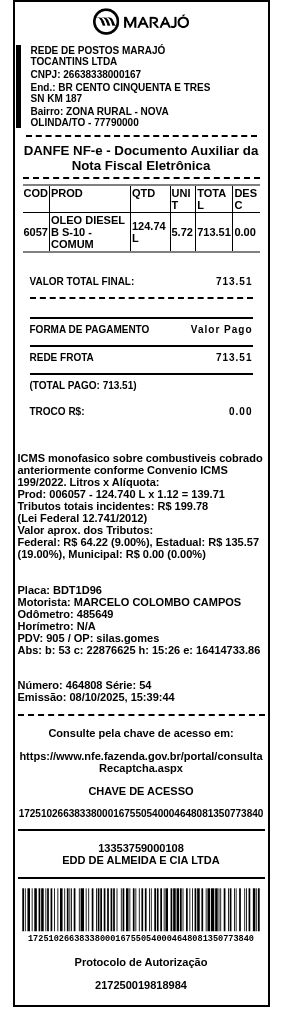 MARAJÓ
REDE DE POSTOS MARAJÓ
TOCANTINS LTDA
CNPJ: 26638338000167
End.: BR CENTO CINQUENTA E TRES
SN KM 187
Bairro: ZONA RURAL - NOVA
OLINDA/TO - 77790000
DANFE NF-e - Documento Auxiliar da
Nota Fiscal Eletrônica
COD PROD QTD UNIT TOTAL DESC
6057 OLEO DIESEL B S-10 - COMUM 124.74 L 5.72 713.51 0.00
VALOR TOTAL FINAL: 713.51
FORMA DE PAGAMENTO Valor Pago
REDE FROTA 713.51
(TOTAL PAGO: 713.51)
TROCO R$: 0.00
ICMS monofasico sobre combustiveis cobrado
anteriormente conforme Convenio ICMS
199/2022. Litros x Alíquota:
Prod: 006057 - 124.740 L x 1.12 = 139.71
Tributos totais incidentes: R$ 199.78
(Lei Federal 12.741/2012)
Valor aprox. dos Tributos:
Federal: R$ 64.22 (9.00%), Estadual: R$ 135.57
(19.00%), Municipal: R$ 0.00 (0.00%)
Placa: BDT1D96
Motorista: MARCELO COLOMBO CAMPOS
Odômetro: 485649
Horímetro: N/A
PDV: 905 / OP: silas.gomes
Abs: b: 53 c: 22876625 h: 15:26 e: 16414733.86
Número: 464808 Série: 54
Emissão: 08/10/2025, 15:39:44
Consulte pela chave de acesso em:
https://www.nfe.fazenda.gov.br/portal/consulta
Recaptcha.aspx
CHAVE DE ACESSO
17251026638338000167550540004648081350773840
13353759000108
EDD DE ALMEIDA E CIA LTDA
17251026638338000167550540004648081350773840
Protocolo de Autorização
217250019818984